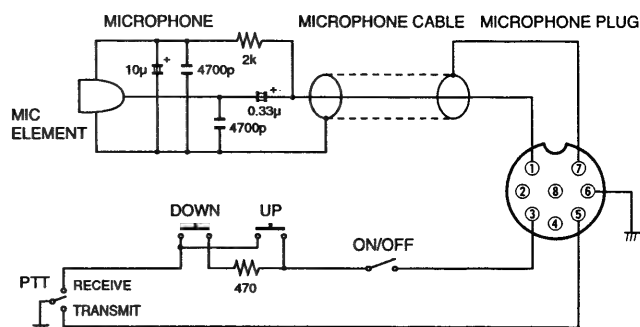 MICROPHONE MICROPHONE CABLE MICROPHONE PLUG
2k
10µ + 4700p
+ -
0.33µ
MIC
ELEMENT
4700p
1 7
2 8 6
3 4 5
DOWN UP
ON/OFF
470
PTT RECEIVE
TRANSMIT